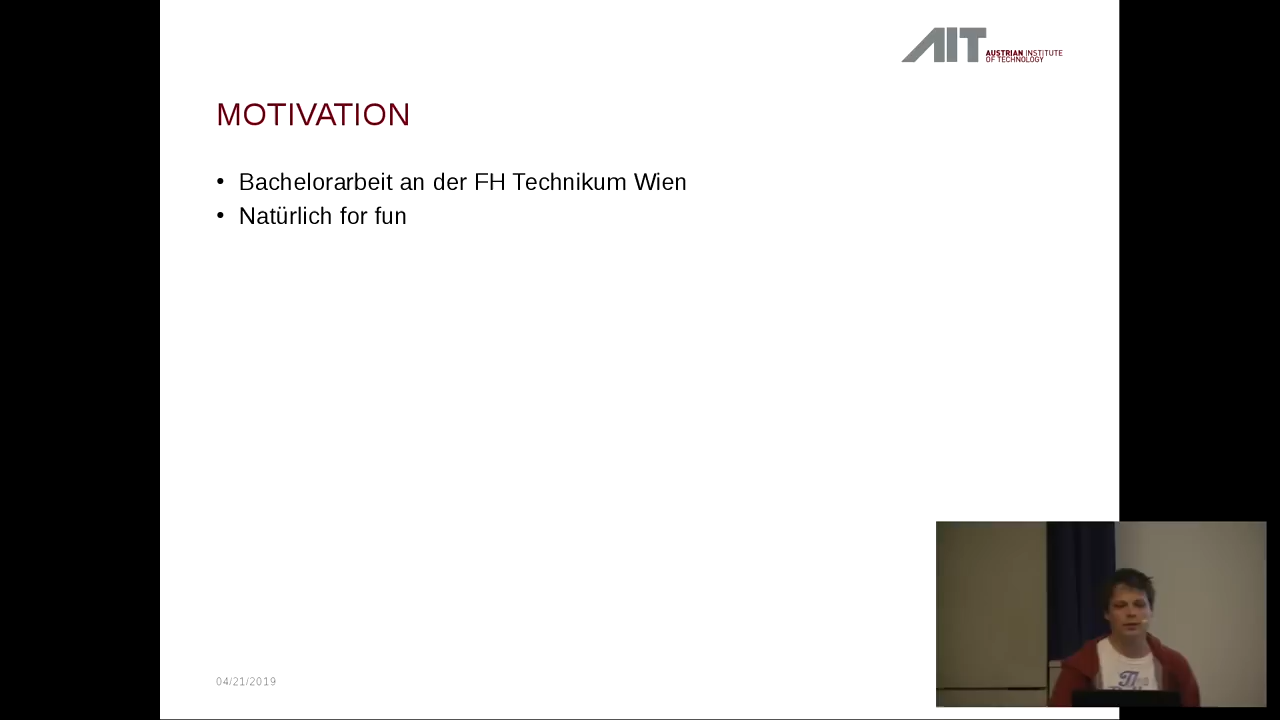 AIT AUSTRIAN INSTITUTE
OF TECHNOLOGY
MOTIVATION
• Bachelorarbeit an der FH Technikum Wien
• Natürlich for fun
04/21/2019